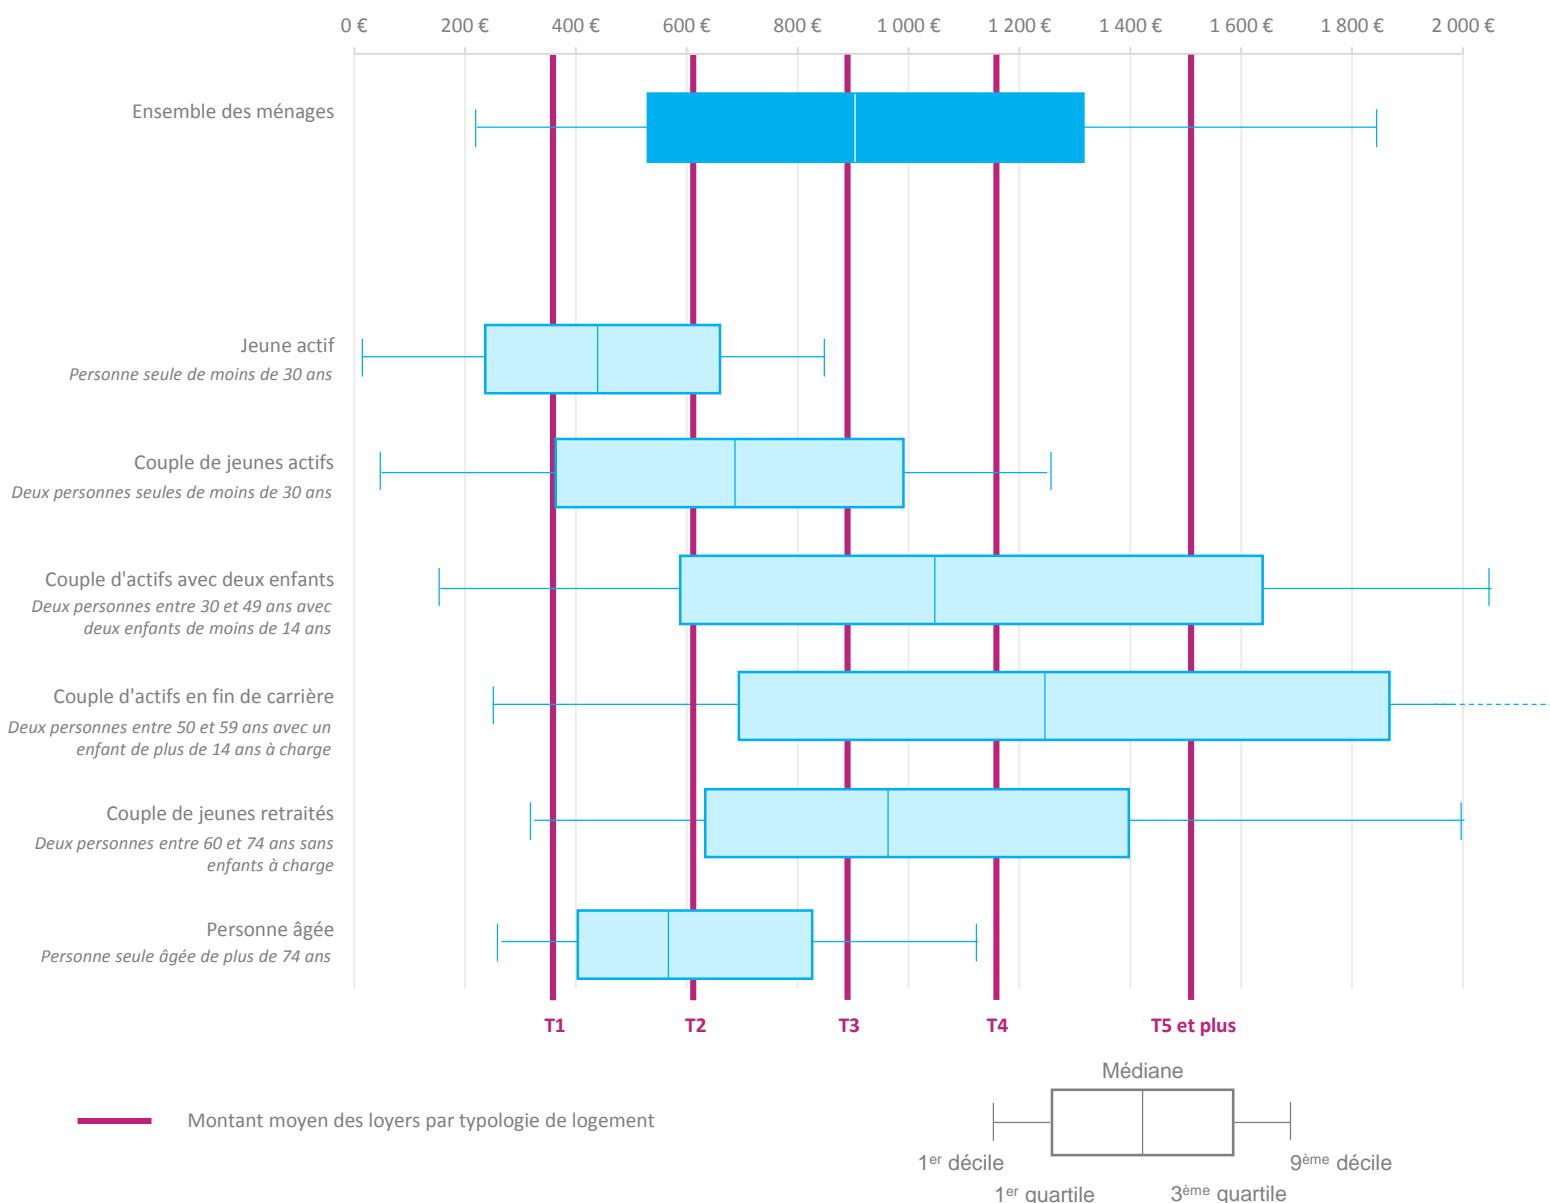 0 € 200 € 400 € 600 € 800 € 1 000 € 1 200 € 1 400 € 1 600 € 1 800 € 2 000 €
Ensemble des ménages
Jeune actif
Personne seule de moins de 30 ans
Couple de jeunes actifs
Deux personnes seules de moins de 30 ans
Couple d'actifs avec deux enfants
Deux personnes entre 30 et 49 ans avec
deux enfants de moins de 14 ans
Couple d'actifs en fin de carrière
Deux personnes entre 50 et 59 ans avec un
enfant de plus de 14 ans à charge
Couple de jeunes retraités
Deux personnes entre 60 et 74 ans sans
enfants à charge
Personne âgée
Personne seule âgée de plus de 74 ans
T1 T2 T3 T4 T5 et plus
Médiane
Montant moyen des loyers par typologie de logement
1er décile 9ème décile
1er quartile 3ème quartile